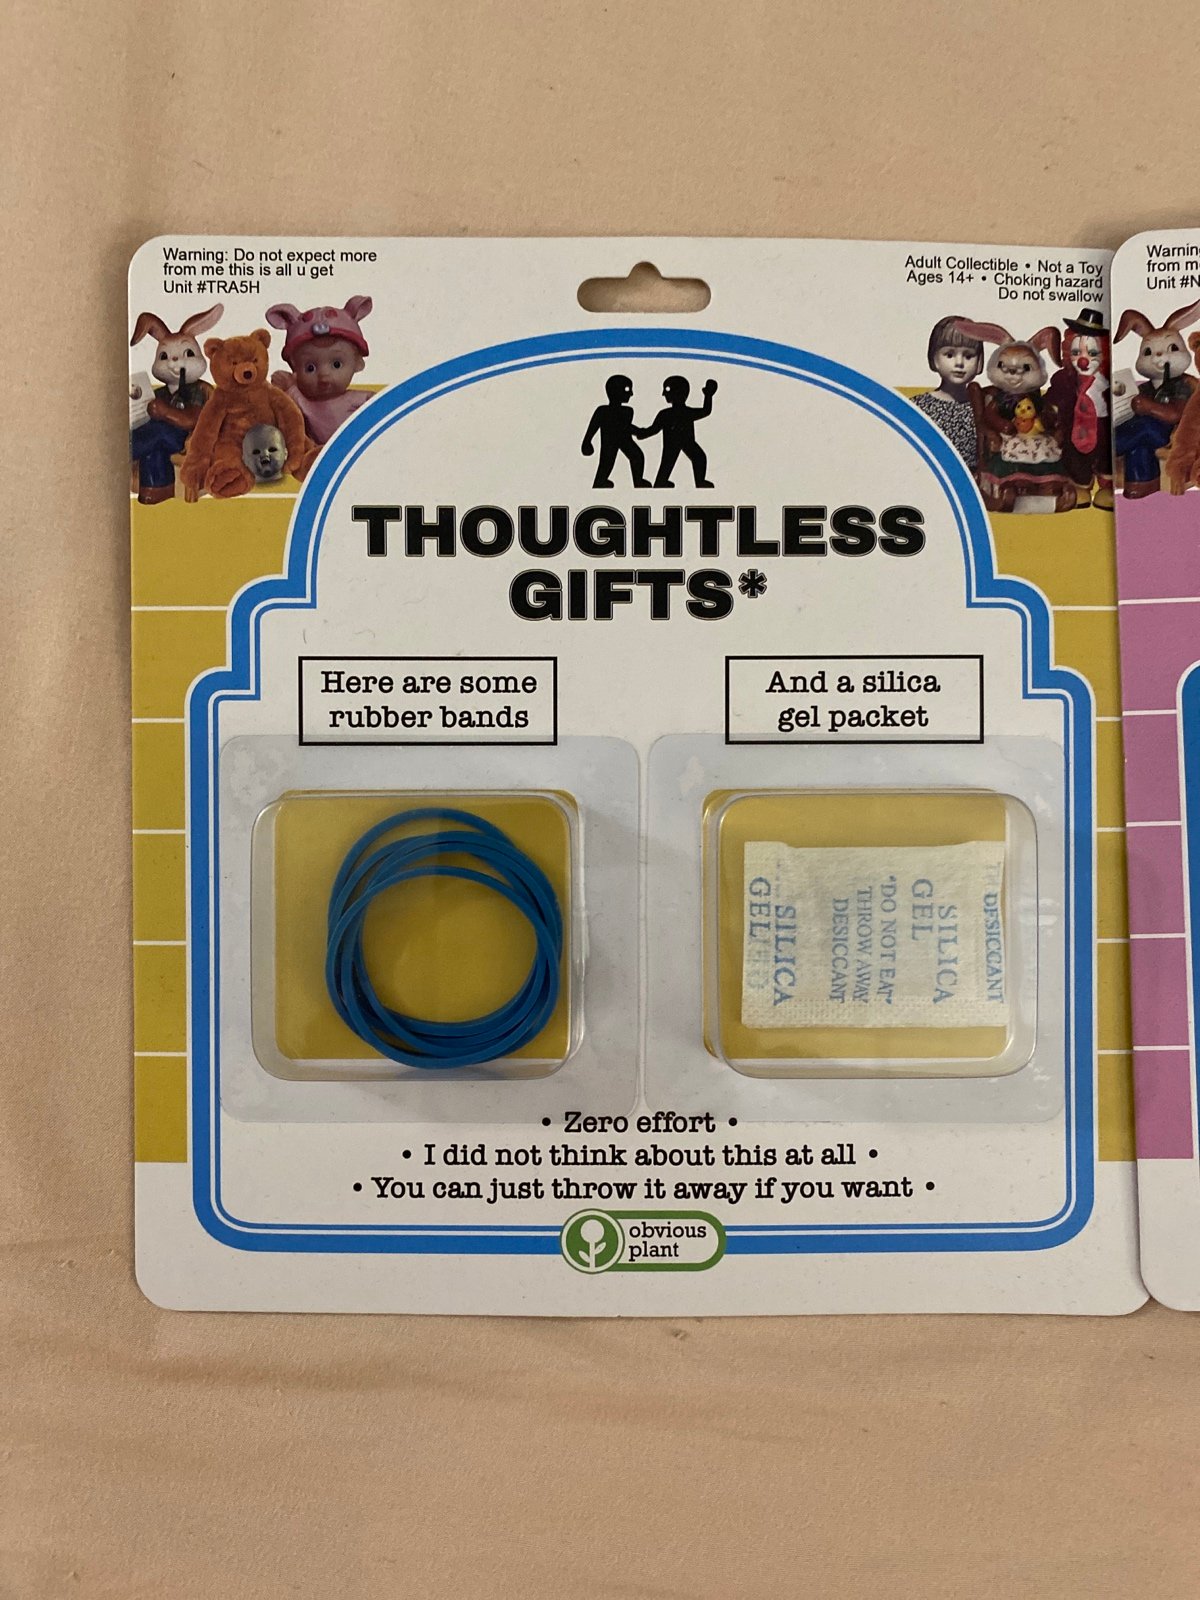 Warning: Do not expect more
from me this is all u get
Unit #TRA5H
Adult Collectible • Not a Toy
Ages 14+ • Choking hazard
Do not swallow
THOUGHTLESS
GIFTS*
Here are some
rubber bands
And a silica
gel packet
DESICCANT
SILICA
GEL
"DO NOT EAT"
THROW AWAY
DESICCANT
SILICA
GEL
• Zero effort •
• I did not think about this at all •
• You can just throw it away if you want •
obvious
plant
from
Unit #N